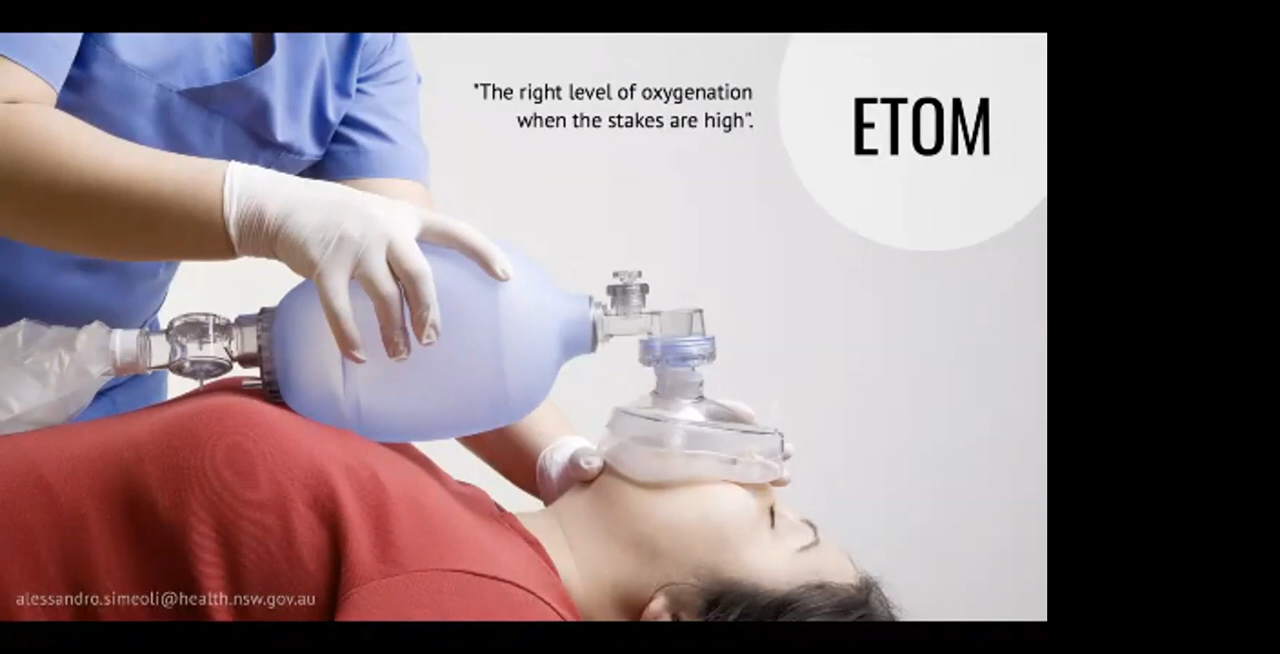 "The right level of oxygenation
when the stakes are high".
ETOM
alessandro.simeoli@health.nsw.gov.au